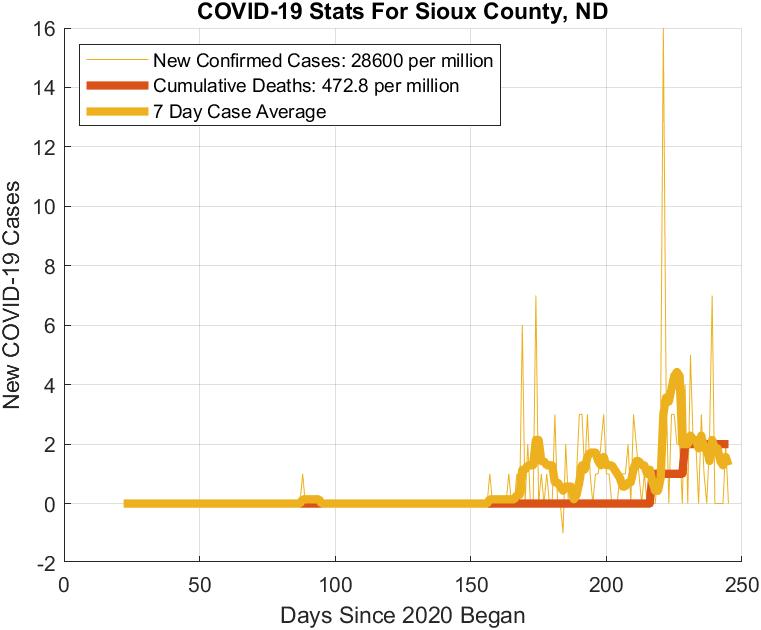 COVID-19 Stats For Sioux County, ND
New Confirmed Cases: 28600 per million
Cumulative Deaths: 472.8 per million
7 Day Case Average
16
14
12
10
8
6
4
2
0
-2
New COVID-19 Cases
0 50 100 150 200 250
Days Since 2020 Began